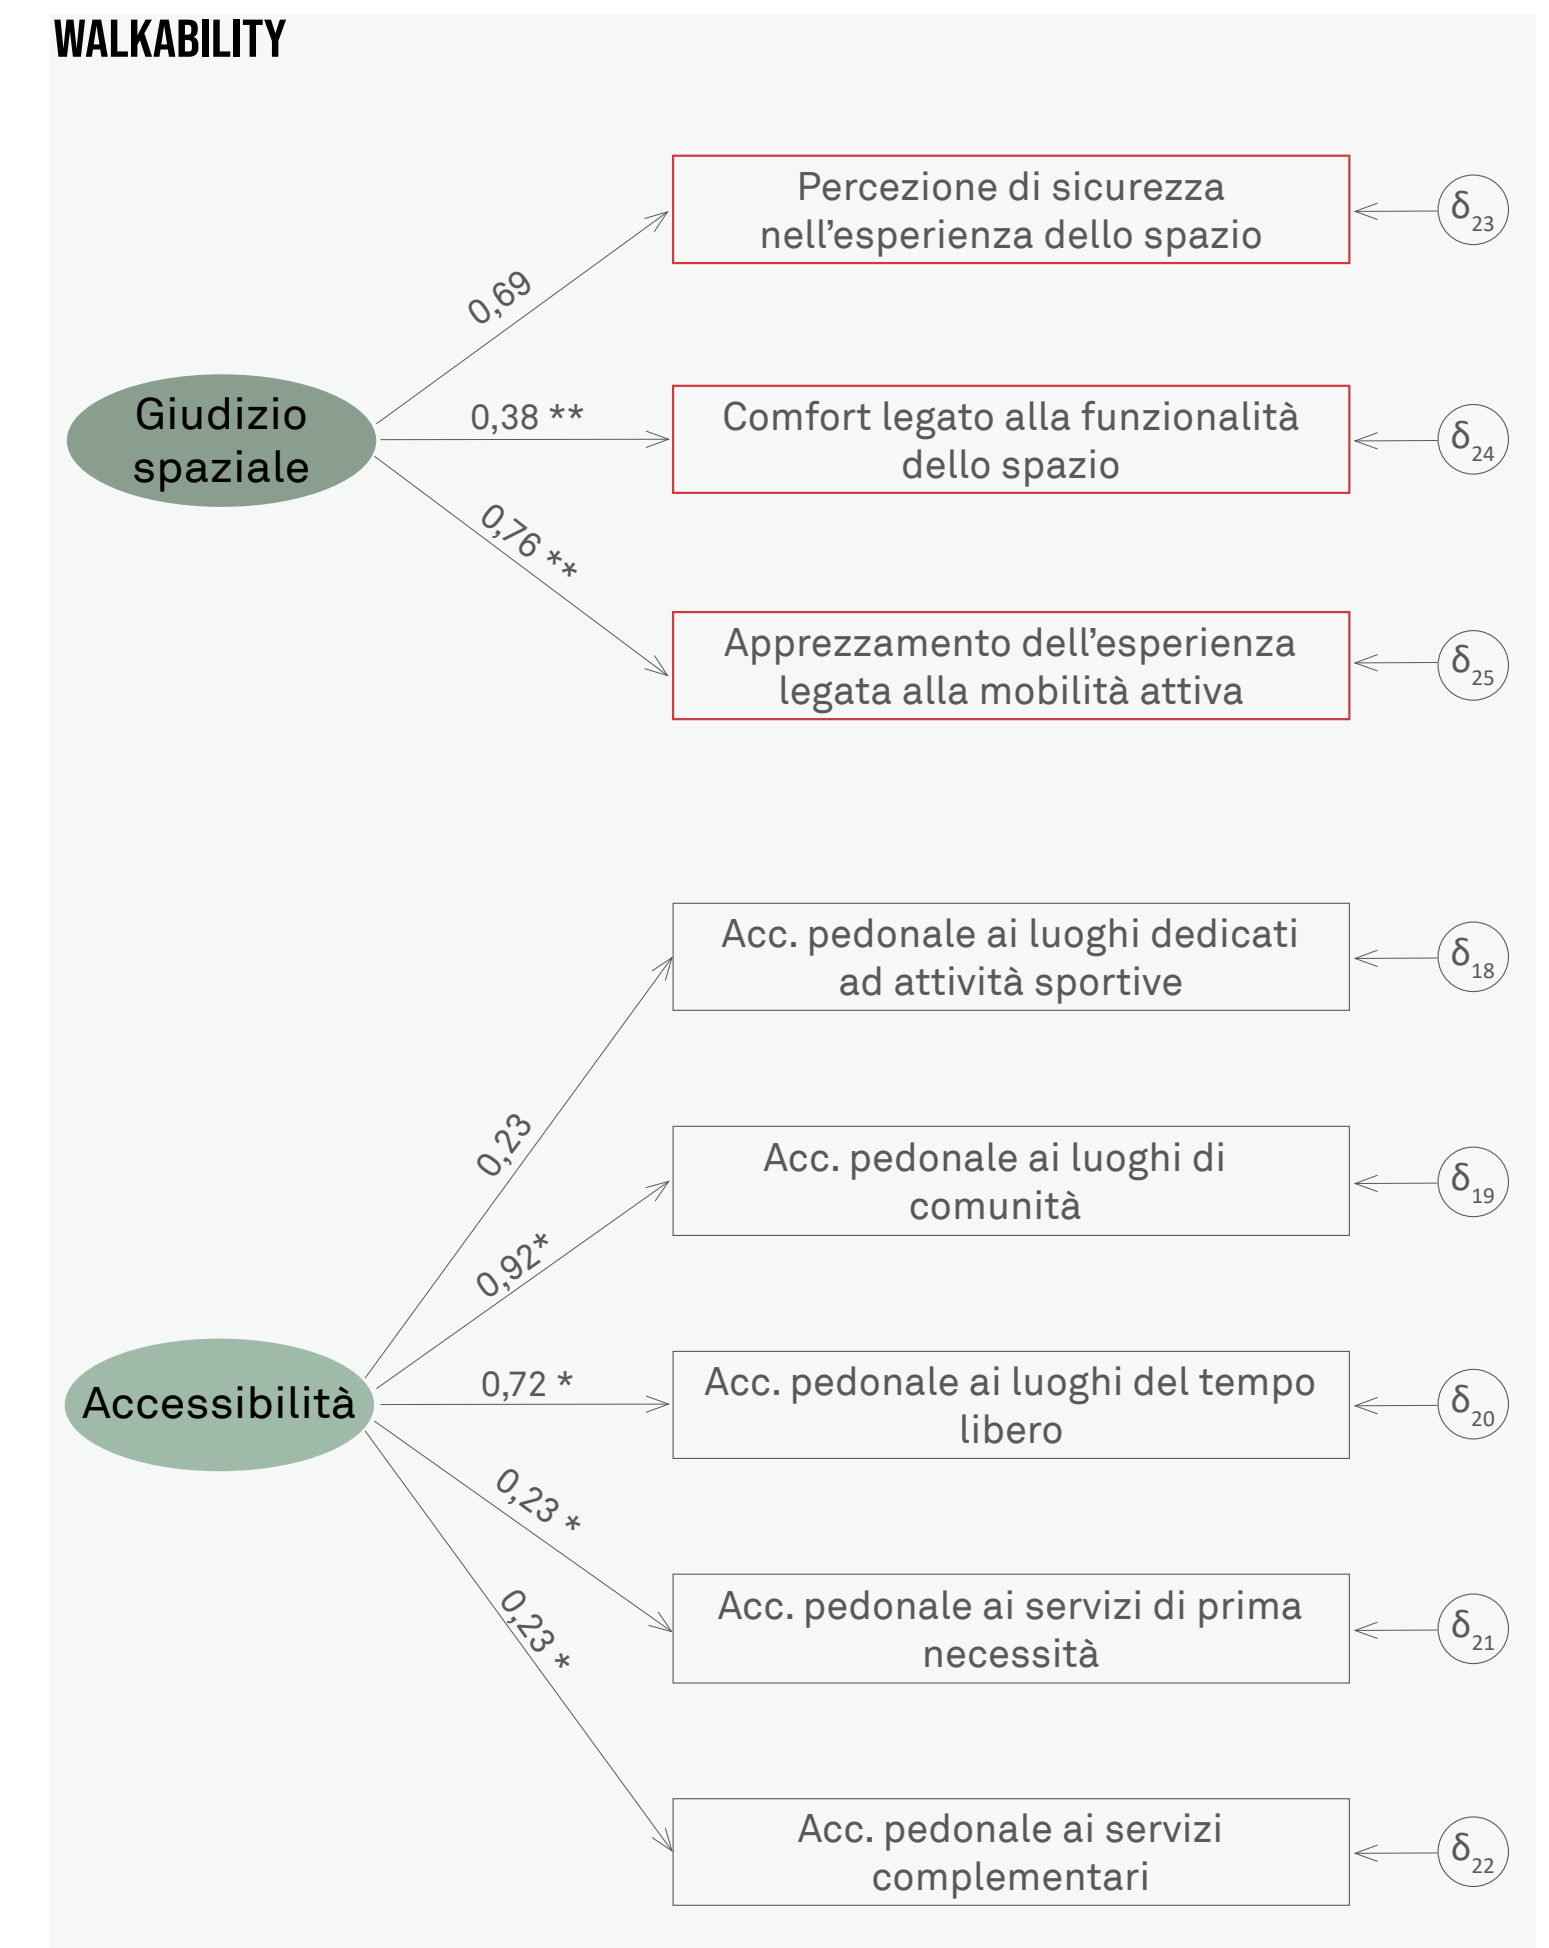 WALKABILITY
Percezione di sicurezza
nell'esperienza dello spazio
δ23
0,69
Giudizio
spaziale
0,38 **
Comfort legato alla funzionalità
dello spazio
δ24
0,76 **
Apprezzamento dell'esperienza
legata alla mobilità attiva
δ25
Acc. pedonale ai luoghi dedicati
ad attività sportive
δ18
0,23
Acc. pedonale ai luoghi di
comunità
δ19
0,92*
Accessibilità
0,72 *
Acc. pedonale ai luoghi del tempo
libero
δ20
0,23 *
Acc. pedonale ai servizi di prima
necessità
δ21
0,23 *
Acc. pedonale ai servizi
complementari
δ22